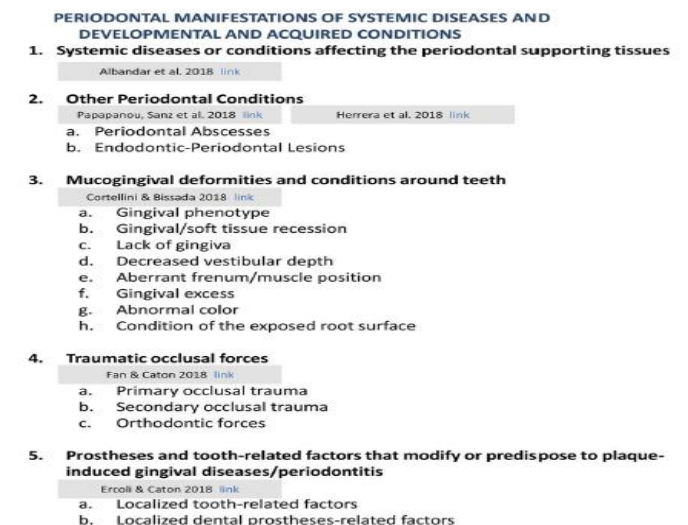 PERIODONTAL MANIFESTATIONS OF SYSTEMIC DISEASES AND
DEVELOPMENTAL AND ACQUIRED CONDITIONS
1. Systemic diseases or conditions affecting the periodontal supporting tissues
Albandar et al. 2018 link
2. Other Periodontal Conditions
Papapanou, Sanz et al. 2018 link Herrera et al. 2018 link
a. Periodontal Abscesses
b. Endodontic-Periodontal Lesions
3. Mucogingival deformities and conditions around teeth
Cortellini & Bissada 2018 link
a. Gingival phenotype
b. Gingival/soft tissue recession
c. Lack of gingiva
d. Decreased vestibular depth
e. Aberrant frenum/muscle position
f. Gingival excess
g. Abnormal color
h. Condition of the exposed root surface
4. Traumatic occlusal forces
Fan & Caton 2018 link
a. Primary occlusal trauma
b. Secondary occlusal trauma
c. Orthodontic forces
5. Prostheses and tooth-related factors that modify or predispose to plaque-
induced gingival diseases/periodontitis
Ercoli & Caton 2018 link
a. Localized tooth-related factors
b. Localized dental prostheses-related factors